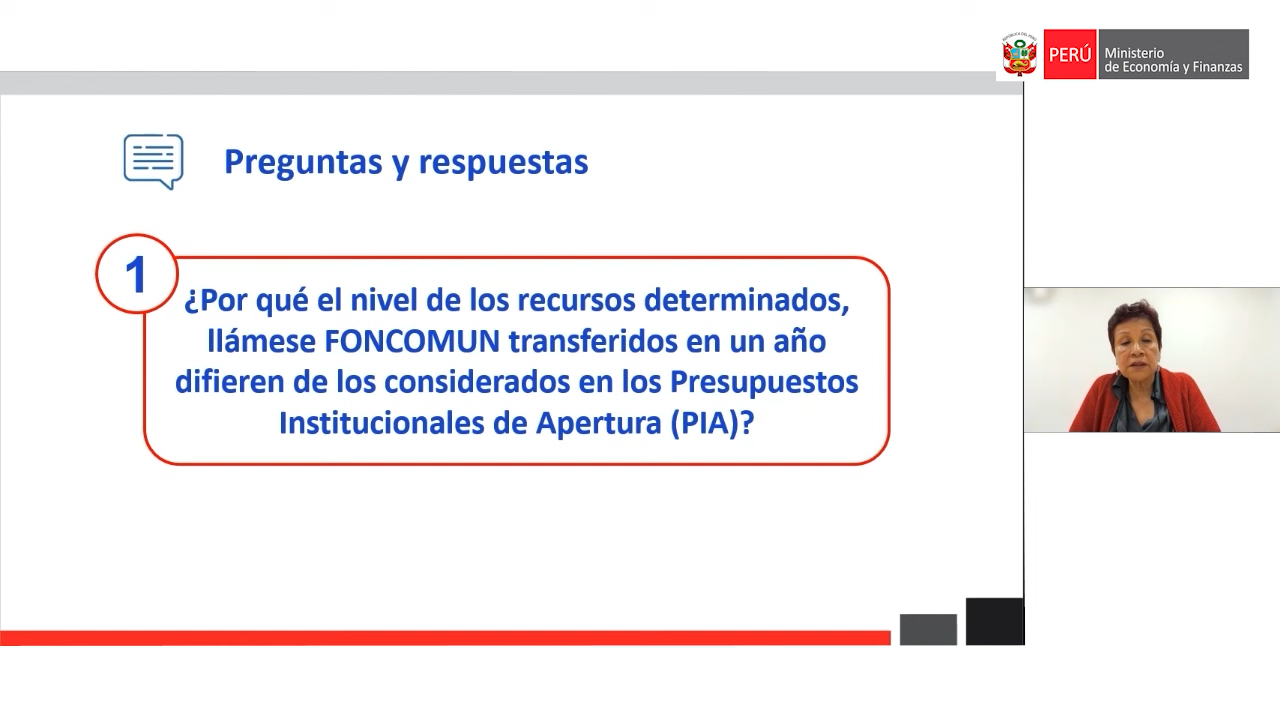 PERÚ
Ministerio
de Economía y Finanzas
Preguntas y respuestas
1
¿Por qué el nivel de los recursos determinados,
llámese FONCOMUN transferidos en un año
difieren de los considerados en los Presupuestos
Institucionales de Apertura (PIA)?